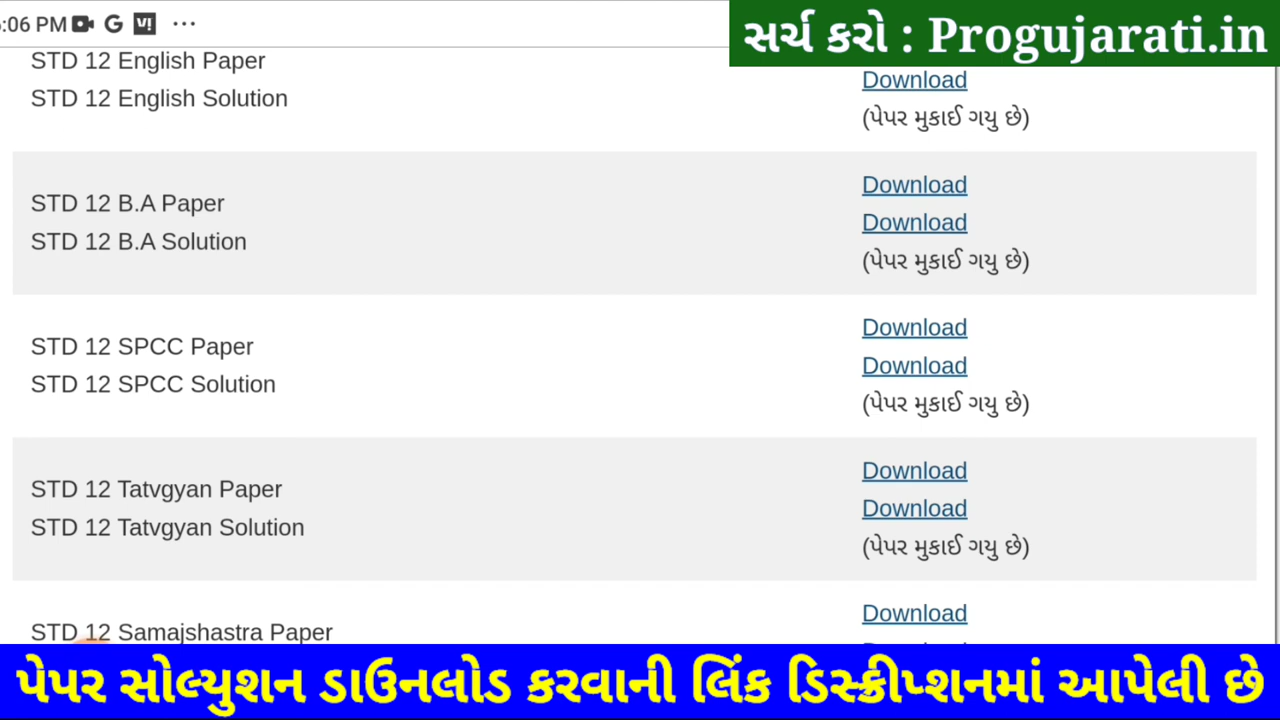 :06 PM G V! ...
સર્ચ કરો : Progujarati.in
STD 12 English Paper
STD 12 English Solution
Download
(પેપર મુકાઈ ગયુ છે)
STD 12 B.A Paper
STD 12 B.A Solution
Download
Download
(પેપર મુકાઈ ગયુ છે)
STD 12 SPCC Paper
STD 12 SPCC Solution
Download
Download
(પેપર મુકાઈ ગયુ છે)
STD 12 Tatvgyan Paper
STD 12 Tatvgyan Solution
Download
Download
(પેપર મુકાઈ ગયુ છે)
STD 12 Samajshastra Paper
Download
પેપર સોલ્યુશન ડાઉનલોડ કરવાની લિંક ડિસ્ક્રીપ્શનમાં આપેલી છે